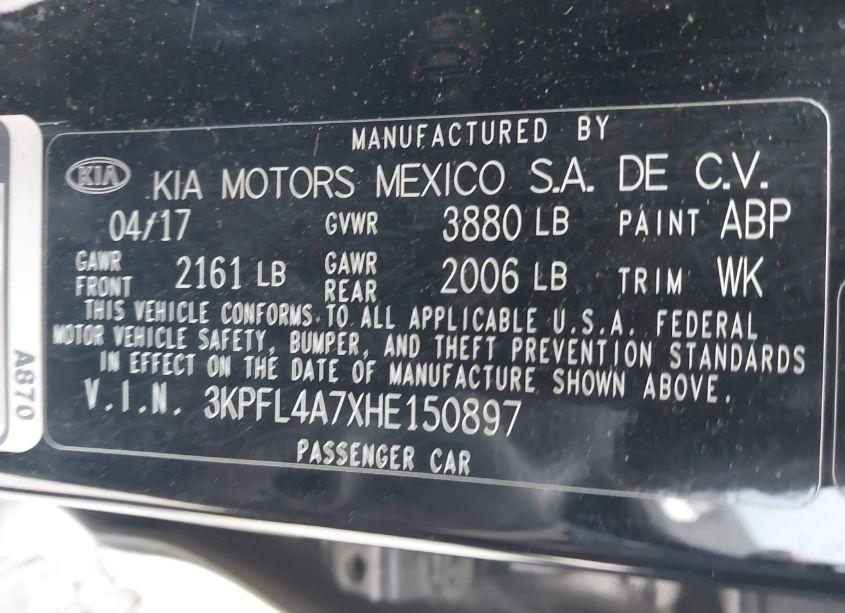 MANUFACTURED BY
KIA KIA MOTORS MEXICO S.A. DE C.V.
04/17 GVWR 3880 LB PAINT ABP
GAWR FRONT 2161 LB GAWR REAR 2006 LB TRIM WK
THIS VEHICLE CONFORMS TO ALL APPLICABLE U.S.A. FEDERAL
MOTOR VEHICLE SAFETY, BUMPER, AND THEFT PREVENTION STANDARDS
IN EFFECT ON THE DATE OF MANUFACTURE SHOWN ABOVE.
V.I.N. 3KPFL4A7XHE150897
PASSENGER CAR
A870